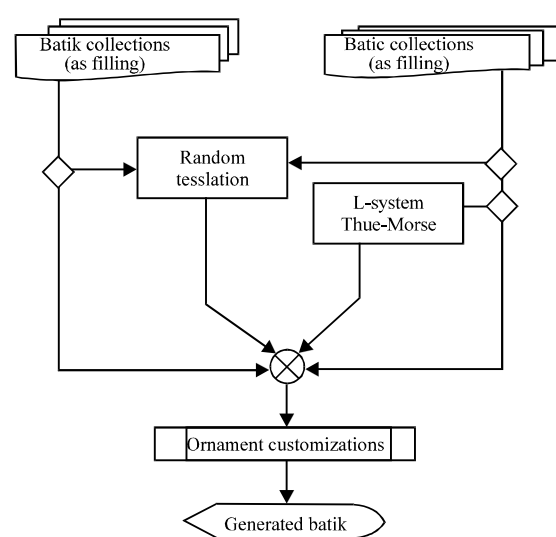 Batik collections
(as filling)
Batic collections
(as filling)
Random
tesslation
L-system
Thue-Morse
Ornament customizations
Generated batik